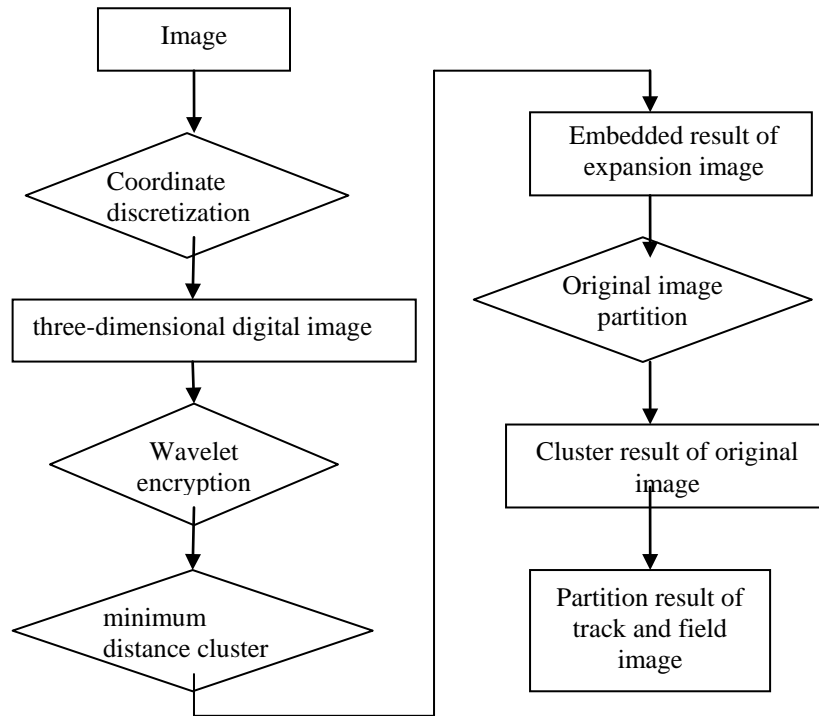 Image
Coordinate
discretization
three-dimensional digital image
Wavelet
encryption
minimum
distance cluster
Embedded result of
expansion image
Original image
partition
Cluster result of original
image
Partition result of
track and field
image